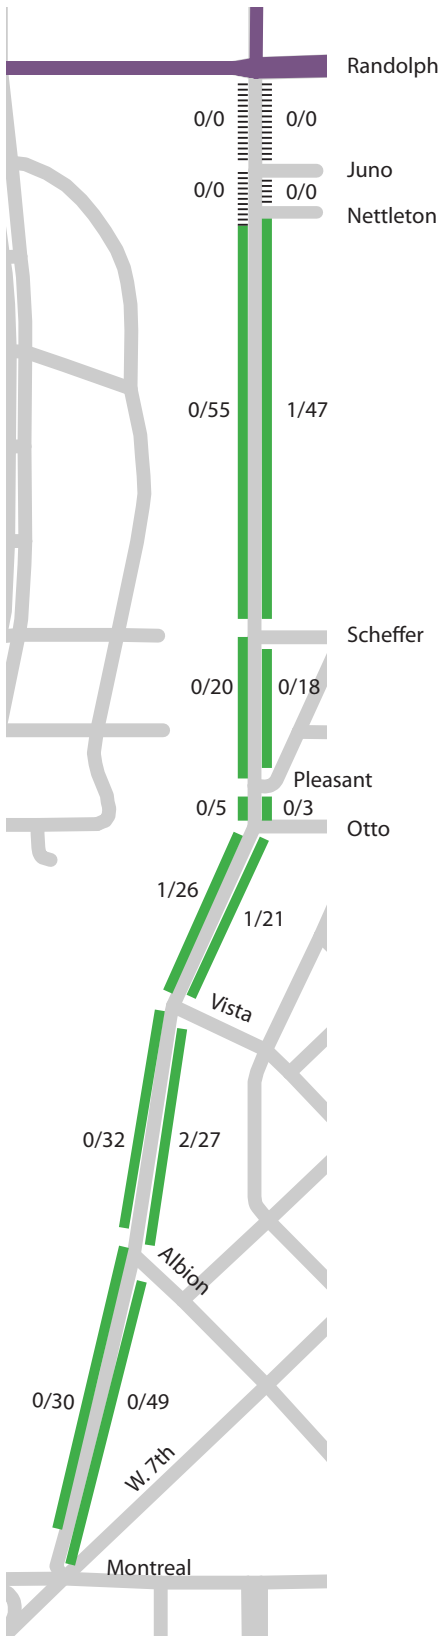 Randolph
0/0
0/0
Juno
0/0
0/0
Nettleton
0/55
1/47
Scheffer
0/20
0/18
Pleasant
0/5
0/3
Otto
1/26
1/21
Vista
0/32
2/27
Albion
0/30
0/49
W. 7th
Montreal